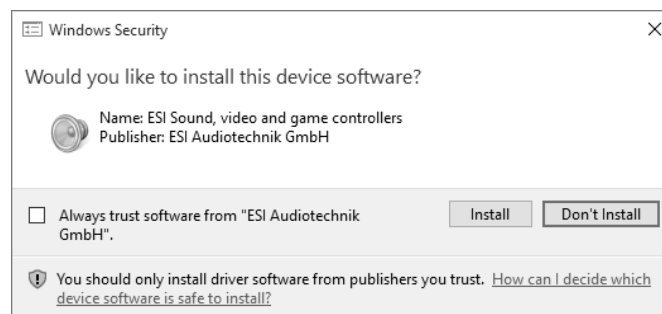 Windows Security
Would you like to install this device software?
Name: ESI Sound, video and game controllers
Publisher: ESI Audiotechnik GmbH
Always trust software from "ESI Audiotechnik
GmbH".
Install
Don't Install
You should only install driver software from publishers you trust. How can I decide which
device software is safe to install?